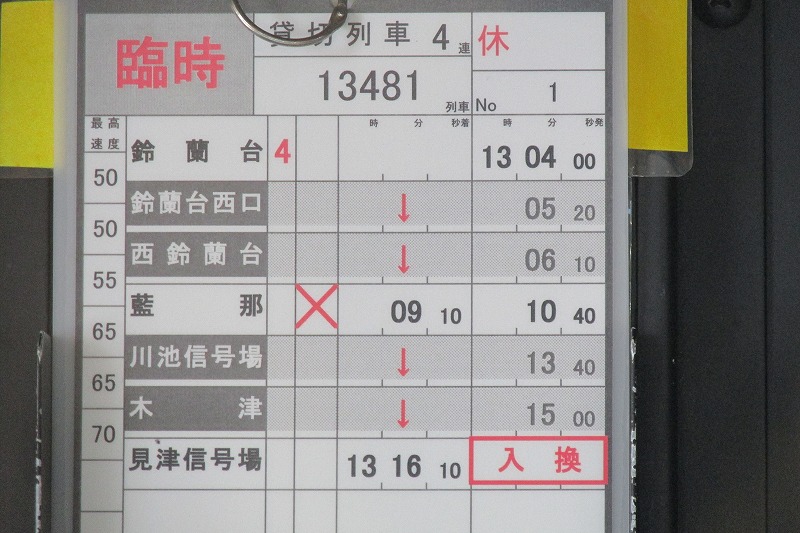 臨時 貸切列車 4連 休
13481 列車 No 1
最高速度 時 分 秒着 時 分 秒発
鈴蘭台 4 13 04 00
50
鈴蘭台西口 ↓ 05 20
50
西鈴蘭台 ↓ 06 10
55
藍那 × 09 10 10 40
65
川池信号場 ↓ 13 40
65
木津 ↓ 15 00
70
見津信号場 13 16 10 入換